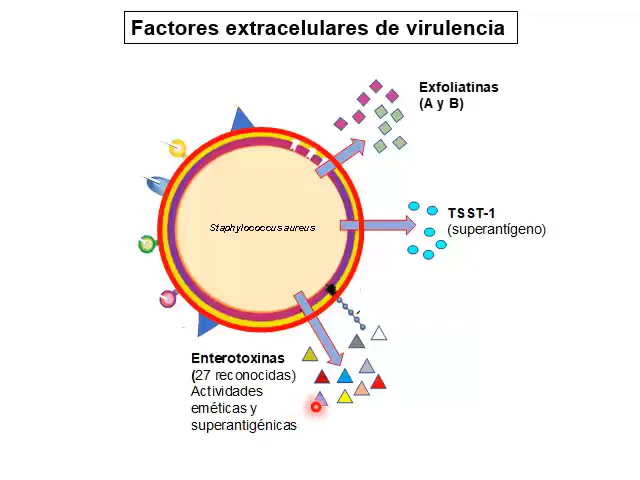 Factores extracelulares de virulencia
Exfoliatinas
(A y B)
Staphylococcus aureus
TSST-1
(superantígeno)
Enterotoxinas
(27 reconocidas)
Actividades
eméticas y
superantigénicas